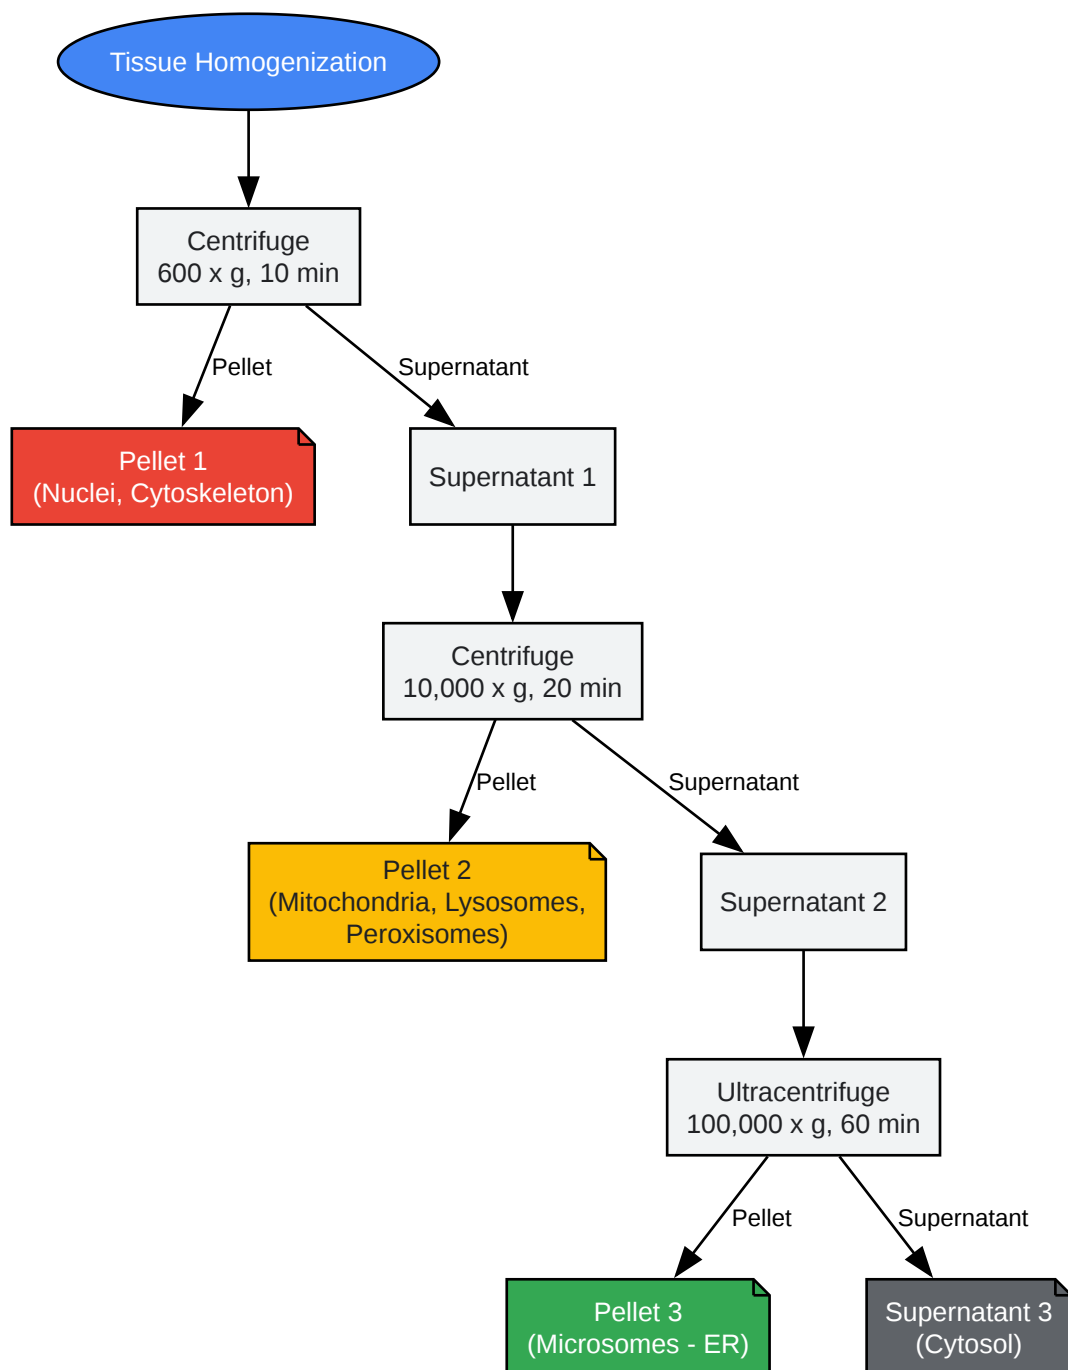 Tissue Homogenization
Centrifuge
600 x g, 10 min
Pellet
Supernatant
Pellet 1
(Nuclei, Cytoskeleton)
Supernatant 1
Centrifuge
10,000 x g, 20 min
Pellet
Supernatant
Pellet 2
(Mitochondria, Lysosomes,
Peroxisomes)
Supernatant 2
Ultracentrifuge
100,000 x g, 60 min
Pellet
Supernatant
Pellet 3
(Microsomes - ER)
Supernatant 3
(Cytosol)